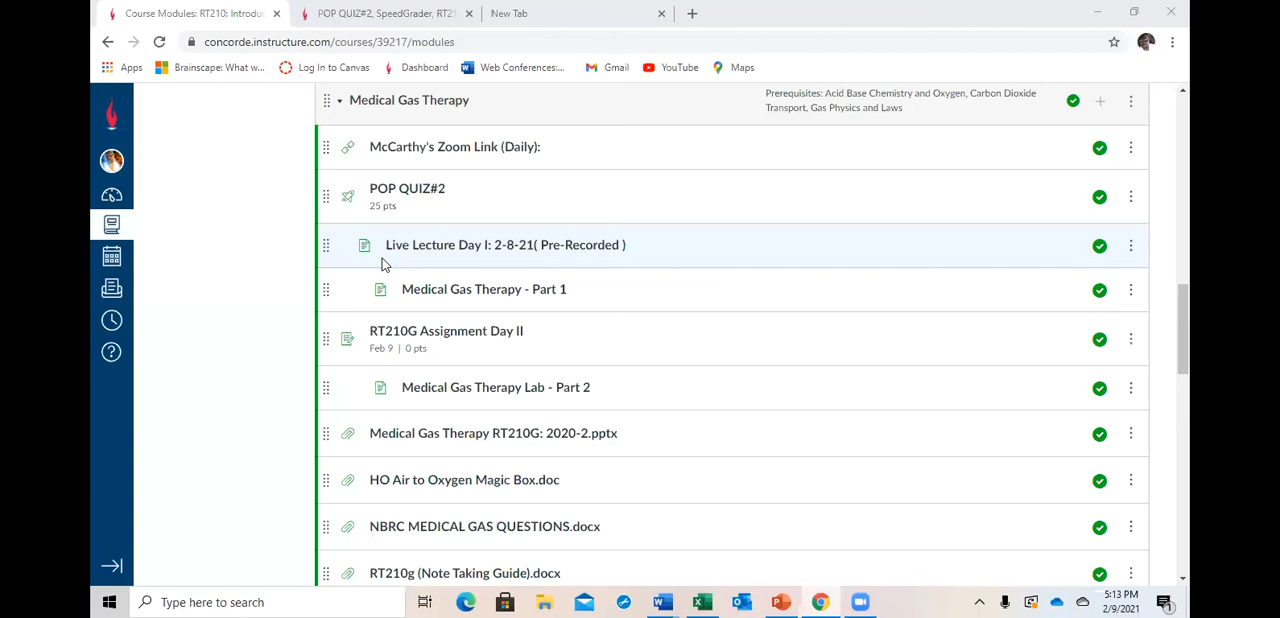 Course Modules: RT210: Introduc
POP QUIZ#2, SpeedGrader, RT21
New Tab
concorde.instructure.com/courses/39217/modules
Apps
Brainscape: What w...
Log In to Canvas
Dashboard
Web Conferences:...
Gmail
YouTube
Maps
Medical Gas Therapy
Prerequisites: Acid Base Chemistry and Oxygen, Carbon Dioxide
Transport, Gas Physics and Laws
McCarthy's Zoom Link (Daily):
POP QUIZ#2
25 pts
Live Lecture Day I: 2-8-21( Pre-Recorded )
Medical Gas Therapy - Part 1
RT210G Assignment Day II
Feb 9 | 0 pts
Medical Gas Therapy Lab - Part 2
Medical Gas Therapy RT210G: 2020-2.pptx
HO Air to Oxygen Magic Box.doc
NBRC MEDICAL GAS QUESTIONS.docx
RT210g (Note Taking Guide).docx
Type here to search
5:13 PM
2/9/2021
1